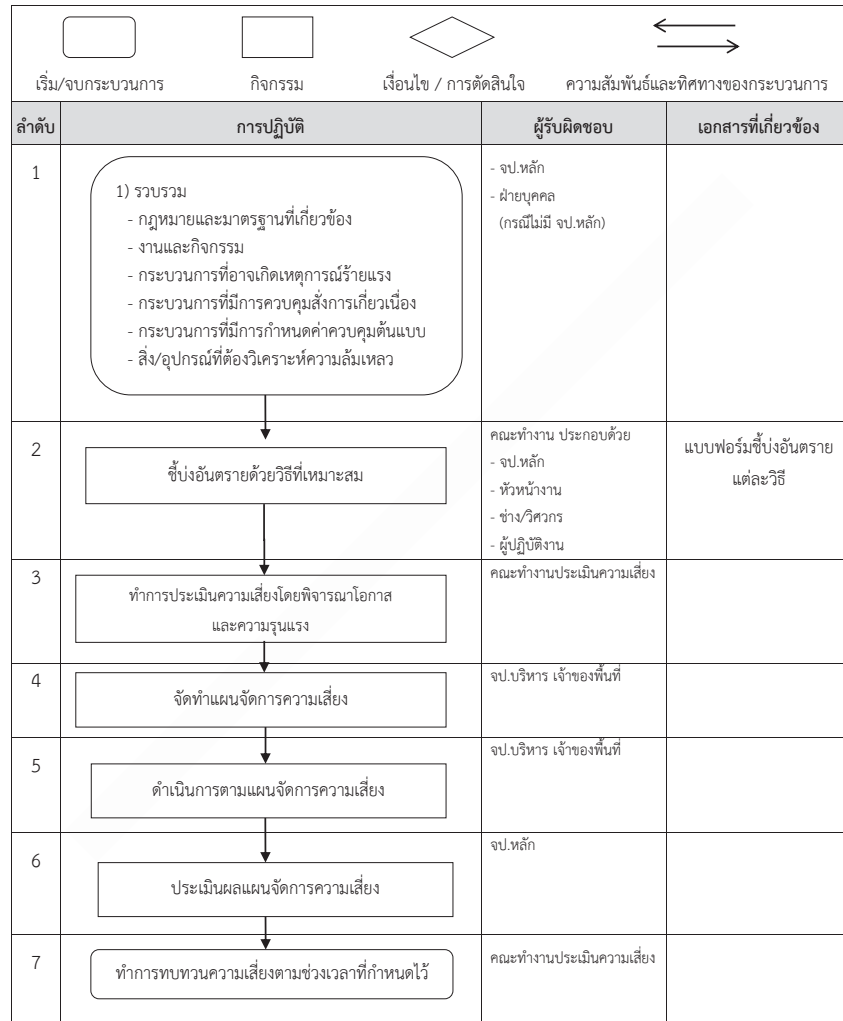 เริ่ม/จบกระบวนการ กิจกรรม เงื่อนไข / การตัดสินใจ ความสัมพันธ์และทิศทางของกระบวนการ
ลำดับ การปฏิบัติ ผู้รับผิดชอบ เอกสารที่เกี่ยวข้อง
1
1) รวบรวม
- กฎหมายและมาตรฐานที่เกี่ยวข้อง
- งานและกิจกรรม
- กระบวนการที่อาจเกิดเหตุการณ์ร้ายแรง
- กระบวนการที่มีการควบคุมสั่งการเกี่ยวเนื่อง
- กระบวนการที่มีการกำหนดค่าควบคุมต้นแบบ
- สิ่ง/อุปกรณ์ที่ต้องวิเคราะห์ความล้มเหลว
- จป.หลัก
- ฝ่ายบุคคล
(กรณีไม่มี จป.หลัก)
2
ชี้บ่งอันตรายด้วยวิธีที่เหมาะสม
คณะทำงาน ประกอบด้วย
- จป.หลัก
- หัวหน้างาน
- ช่าง/วิศวกร
- ผู้ปฏิบัติงาน
แบบฟอร์มชี้บ่งอันตราย
แต่ละวิธี
3
ทำการประเมินความเสี่ยงโดยพิจารณาโอกาส
และความรุนแรง
คณะทำงานประเมินความเสี่ยง
4
จัดทำแผนจัดการความเสี่ยง
จป.บริหาร เจ้าของพื้นที่
5
ดำเนินการตามแผนจัดการความเสี่ยง
จป.บริหาร เจ้าของพื้นที่
6
ประเมินผลแผนจัดการความเสี่ยง
จป.หลัก
7
ทำการทบทวนความเสี่ยงตามช่วงเวลาที่กำหนดไว้
คณะทำงานประเมินความเสี่ยง